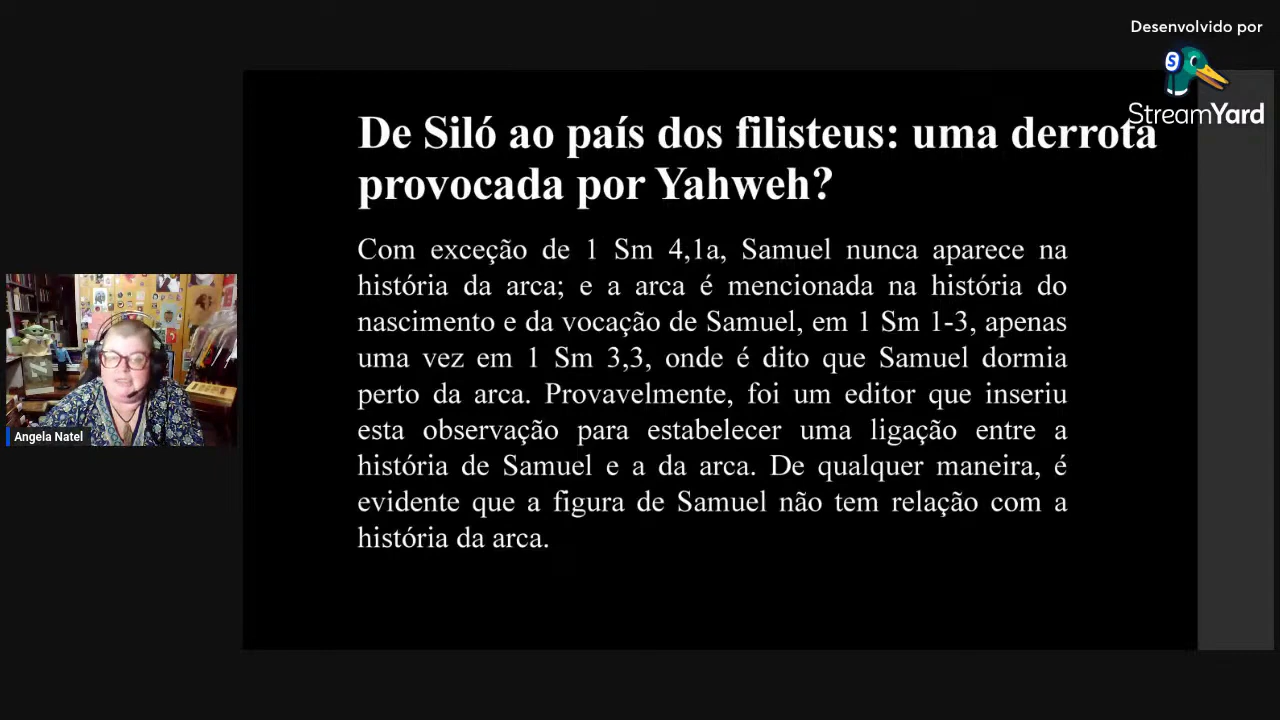 Desenvolvido por
StreamYard
De Siló ao país dos filisteus: uma derrota
provocada por Yahweh?
Com exceção de 1 Sm 4,1a, Samuel nunca aparece na
história da arca; e a arca é mencionada na história do
nascimento e da vocação de Samuel, em 1 Sm 1-3, apenas
uma vez em 1 Sm 3,3, onde é dito que Samuel dormia
perto da arca. Provavelmente, foi um editor que inseriu
esta observação para estabelecer uma ligação entre a
história de Samuel e a da arca. De qualquer maneira, é
evidente que a figura de Samuel não tem relação com a
história da arca.
Angela Natel